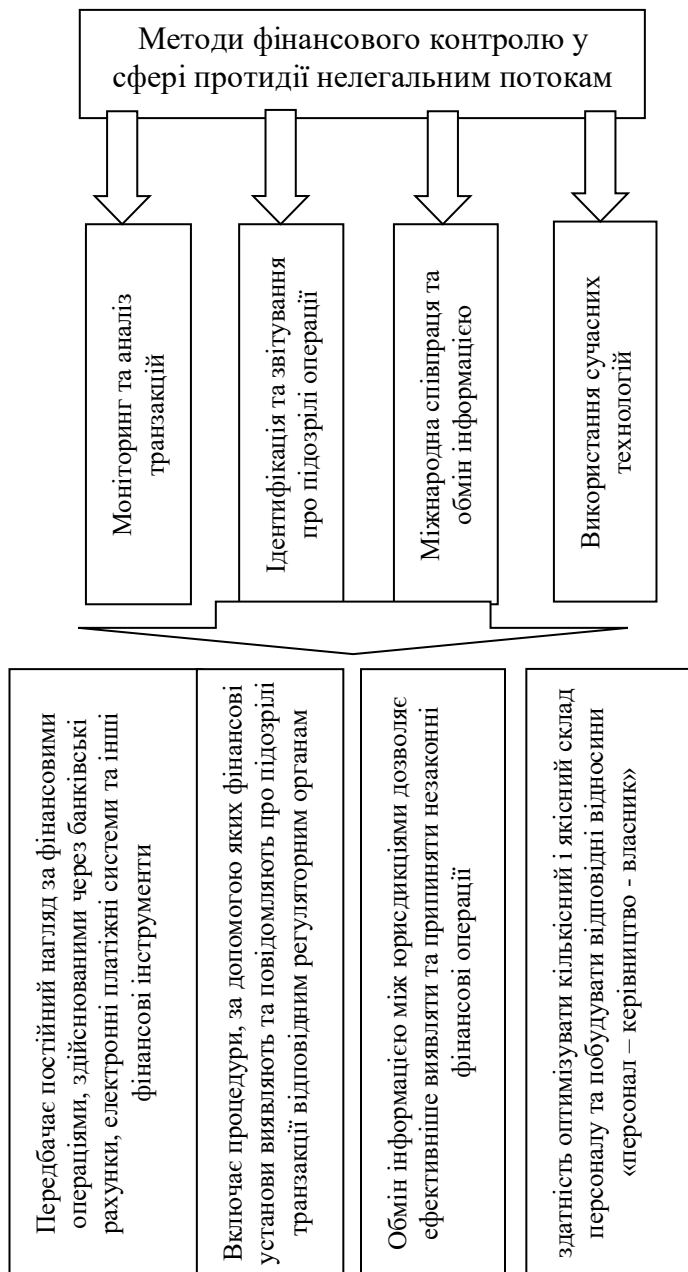 Методи фінансового контролю у
сфері протидії нелегальним потокам
Моніторинг та аналіз
транзакцій
Ідентифікація та звітування
про підозрілі операції
Міжнародна співпраця та
обмін інформацією
Використання сучасних
технологій
Передбачає постійний нагляд за фінансовими
операціями, здійснюваними через банківські
рахунки, електронні платіжні системи та інші
фінансові інструменти
Включає процедури, за допомогою яких фінансові
установи виявляють та повідомляють про підозрілі
транзакції відповідним регуляторним органам
Обмін інформацією між юрисдикціями дозволяє
ефективніше виявляти та припиняти незаконні
фінансові операції
здатність оптимізувати кількісний і якісний склад
персоналу та побудувати відповідні відносини
«персонал – керівництво - власник»